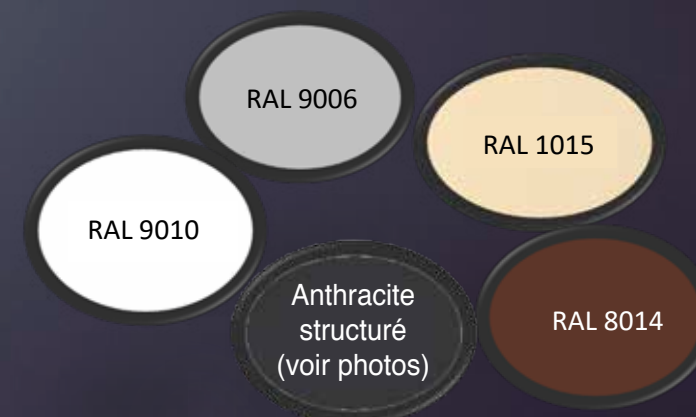 RAL 9006
RAL 1015
RAL 9010
Anthracite
structuré
(voir photos)
RAL 8014